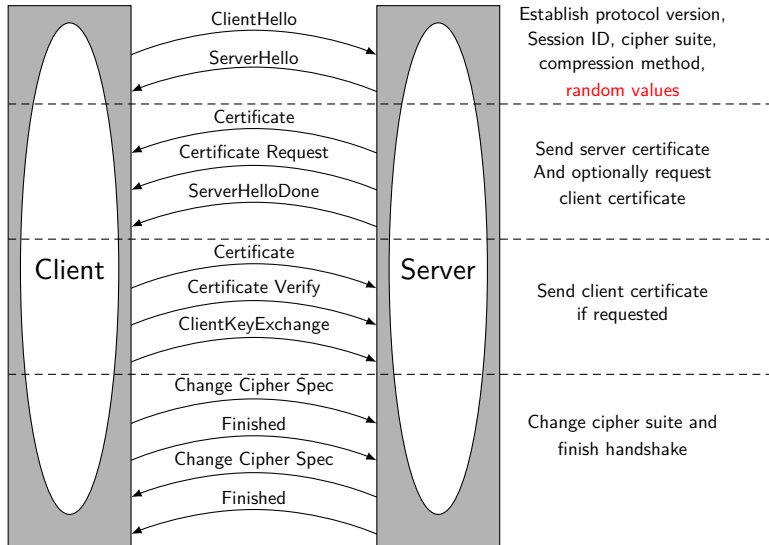 ClientHello
ServerHello
Establish protocol version,
Session ID, cipher suite,
compression method,
random values
Certificate
Certificate Request
ServerHelloDone
Send server certificate
And optionally request
client certificate
Client
Server
Certificate
Certificate Verify
ClientKeyExchange
Send client certificate
if requested
Change Cipher Spec
Finished
Change Cipher Spec
Finished
Change cipher suite and
finish handshake